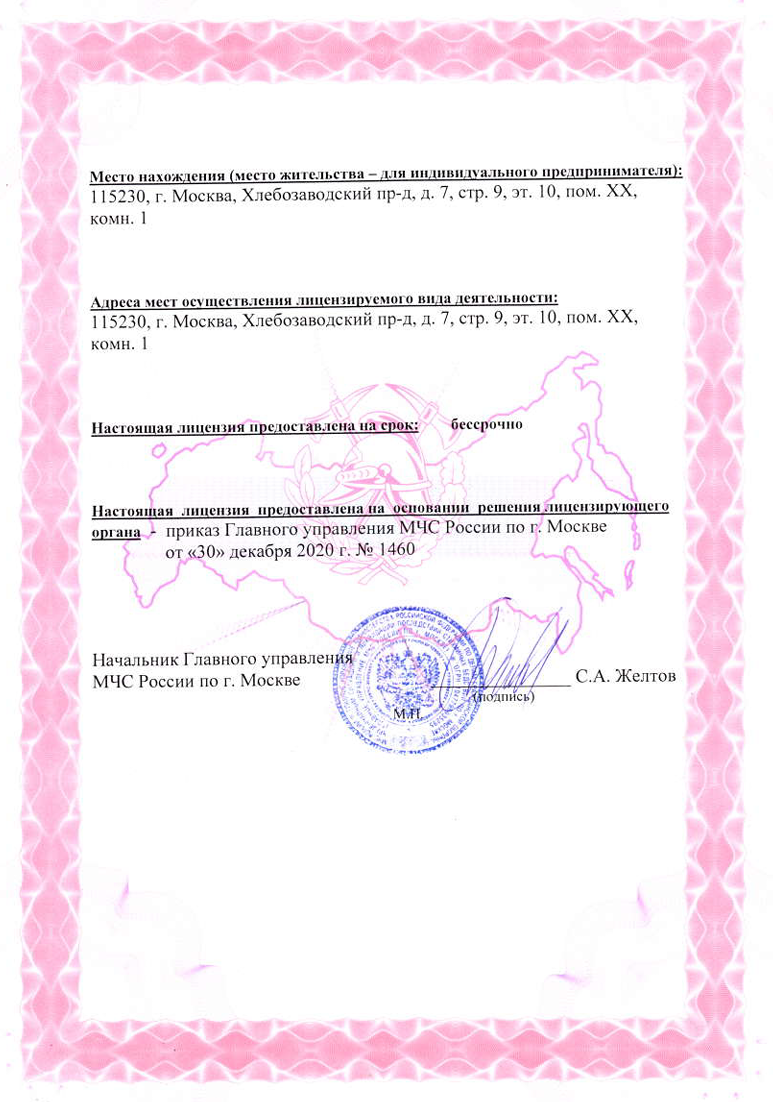 Место нахождения (место жительства – для индивидуального предпринимателя):
115230, г. Москва, Хлебозаводский пр-д, д. 7, стр. 9, эт. 10, пом. XX,
комн. 1
Адреса мест осуществления лицензируемого вида деятельности:
115230, г. Москва, Хлебозаводский пр-д, д. 7, стр. 9, эт. 10, пом. XX,
комн. 1
Настоящая лицензия предоставлена на срок: бессрочно
Настоящая лицензия предоставлена на основании решения лицензирующего
органа - приказ Главного управления МЧС России по г. Москве
от «30» декабря 2020 г. № 1460
Начальник Главного управления
МЧС России по г. Москве
С.А. Желтов
(подпись)
М.П